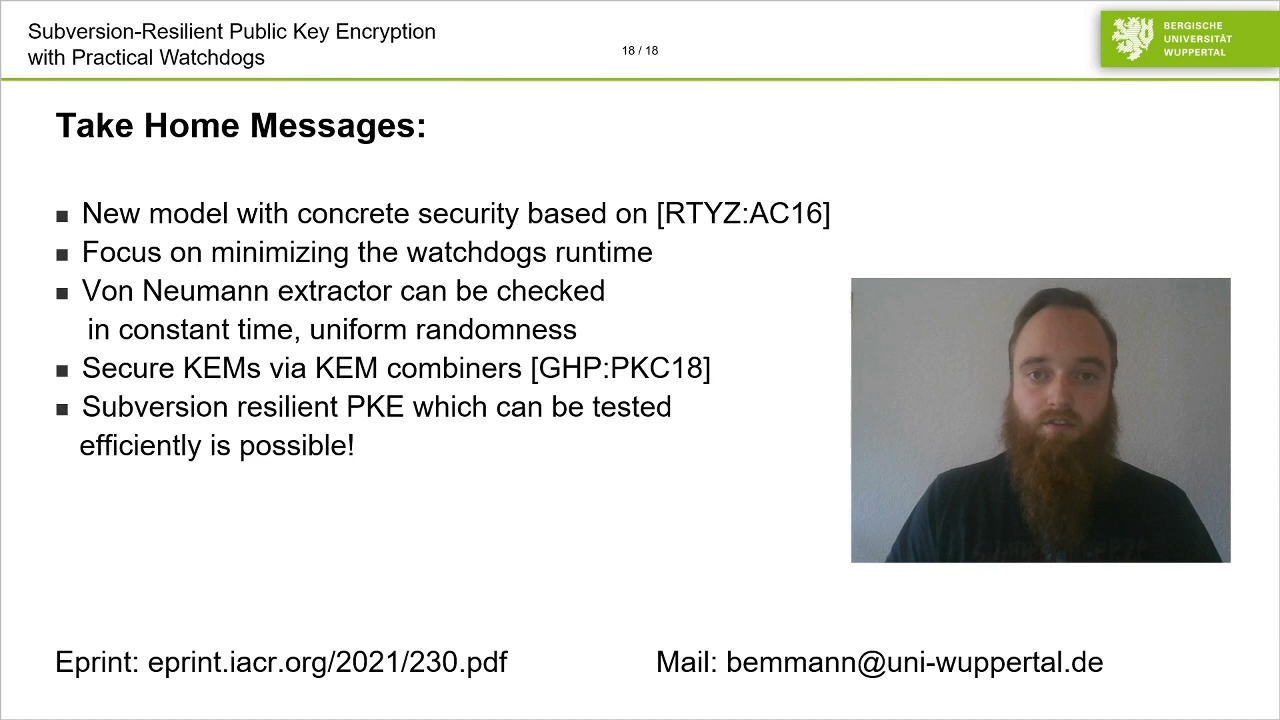 Subversion-Resilient Public Key Encryption
with Practical Watchdogs
18 / 18
BERGISCHE
UNIVERSITÄT
WUPPERTAL
Take Home Messages:
■ New model with concrete security based on [RTYZ:AC16]
■ Focus on minimizing the watchdogs runtime
■ Von Neumann extractor can be checked
in constant time, uniform randomness
■ Secure KEMs via KEM combiners [GHP:PKC18]
■ Subversion resilient PKE which can be tested
efficiently is possible!
Eprint: eprint.iacr.org/2021/230.pdf
Mail: bemmann@uni-wuppertal.de